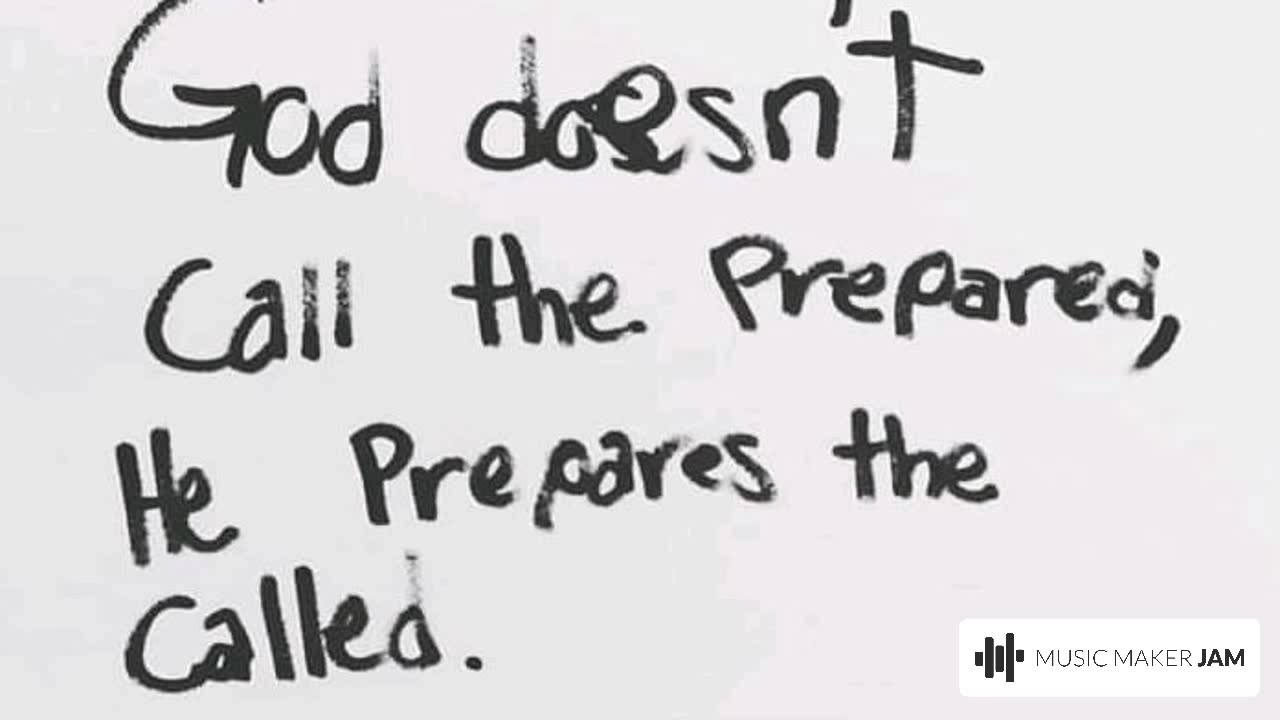 God doesn't
Call the Prepared,
He Prepares the
Called.
MUSIC MAKER JAM